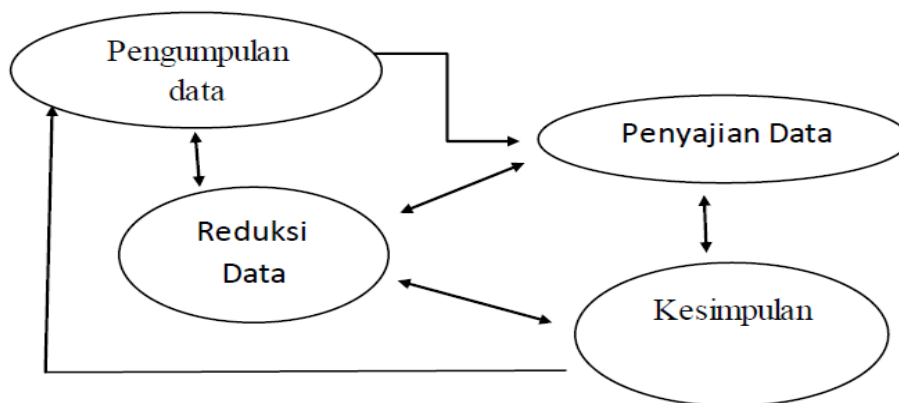 Pengumpulan
data
Penyajian Data
Reduksi
Data
Kesimpulan